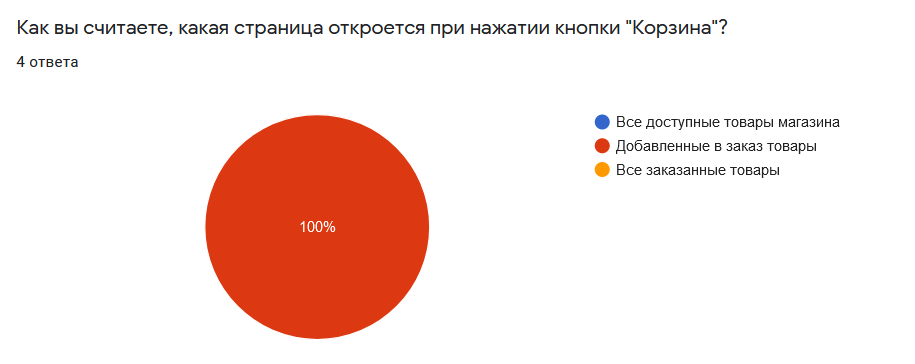 Как вы считаете, какая страница откроется при нажатии кнопки "Корзина"?
4 ответа
100%
Все доступные товары магазина
Добавленные в заказ товары
Все заказанные товары